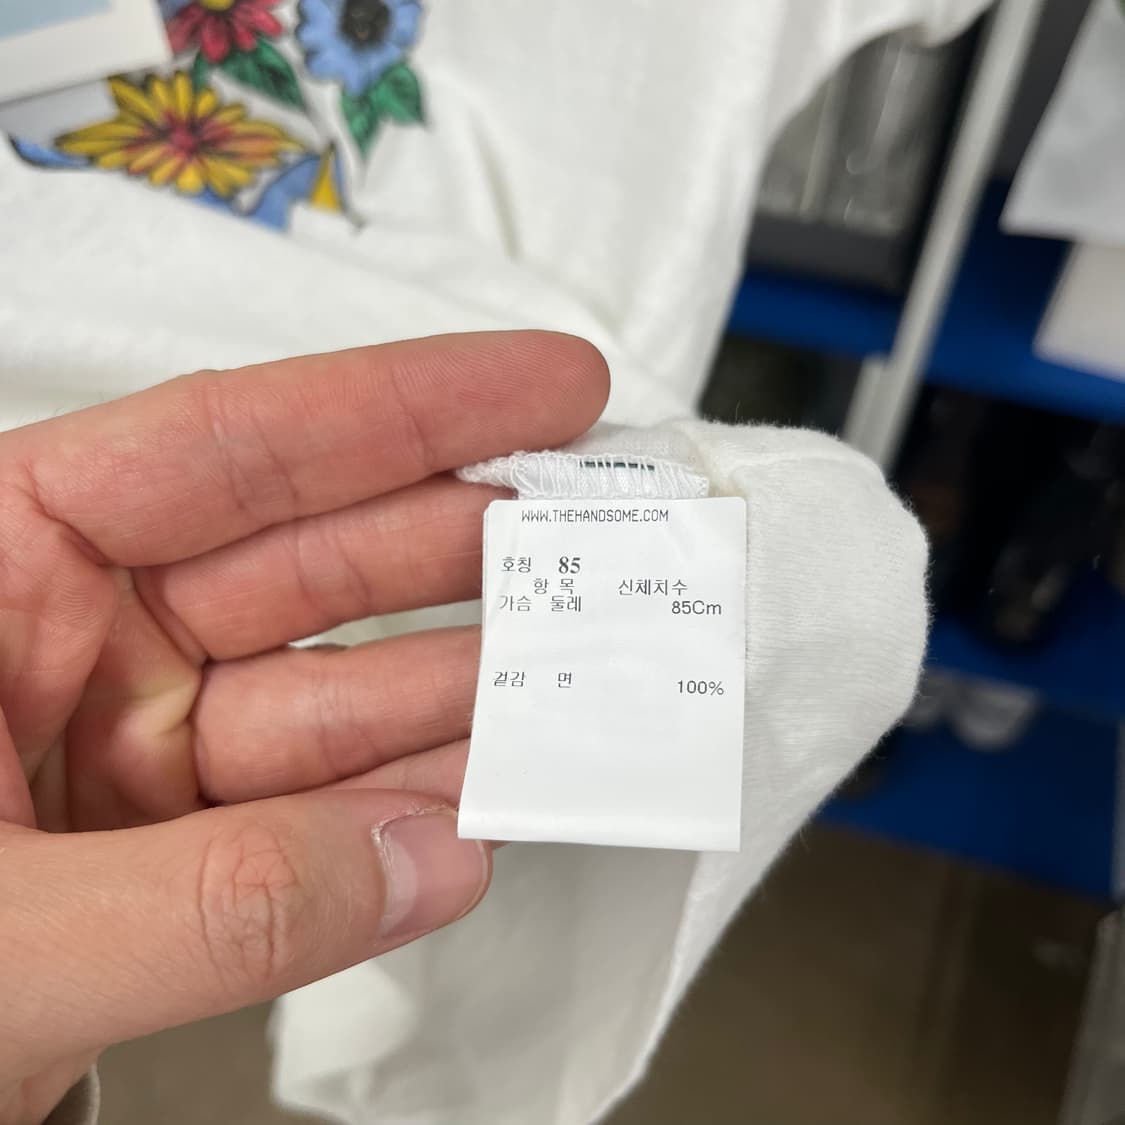 WWW.THEHANDSOME.COM
호칭 85
항 목 신체치수
가슴 둘레 85Cm
겉감 면 100%